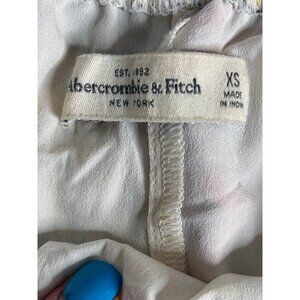 EST. 1892
Abercrombie & Fitch
NEW YORK
XS
MADE
IN INDIA